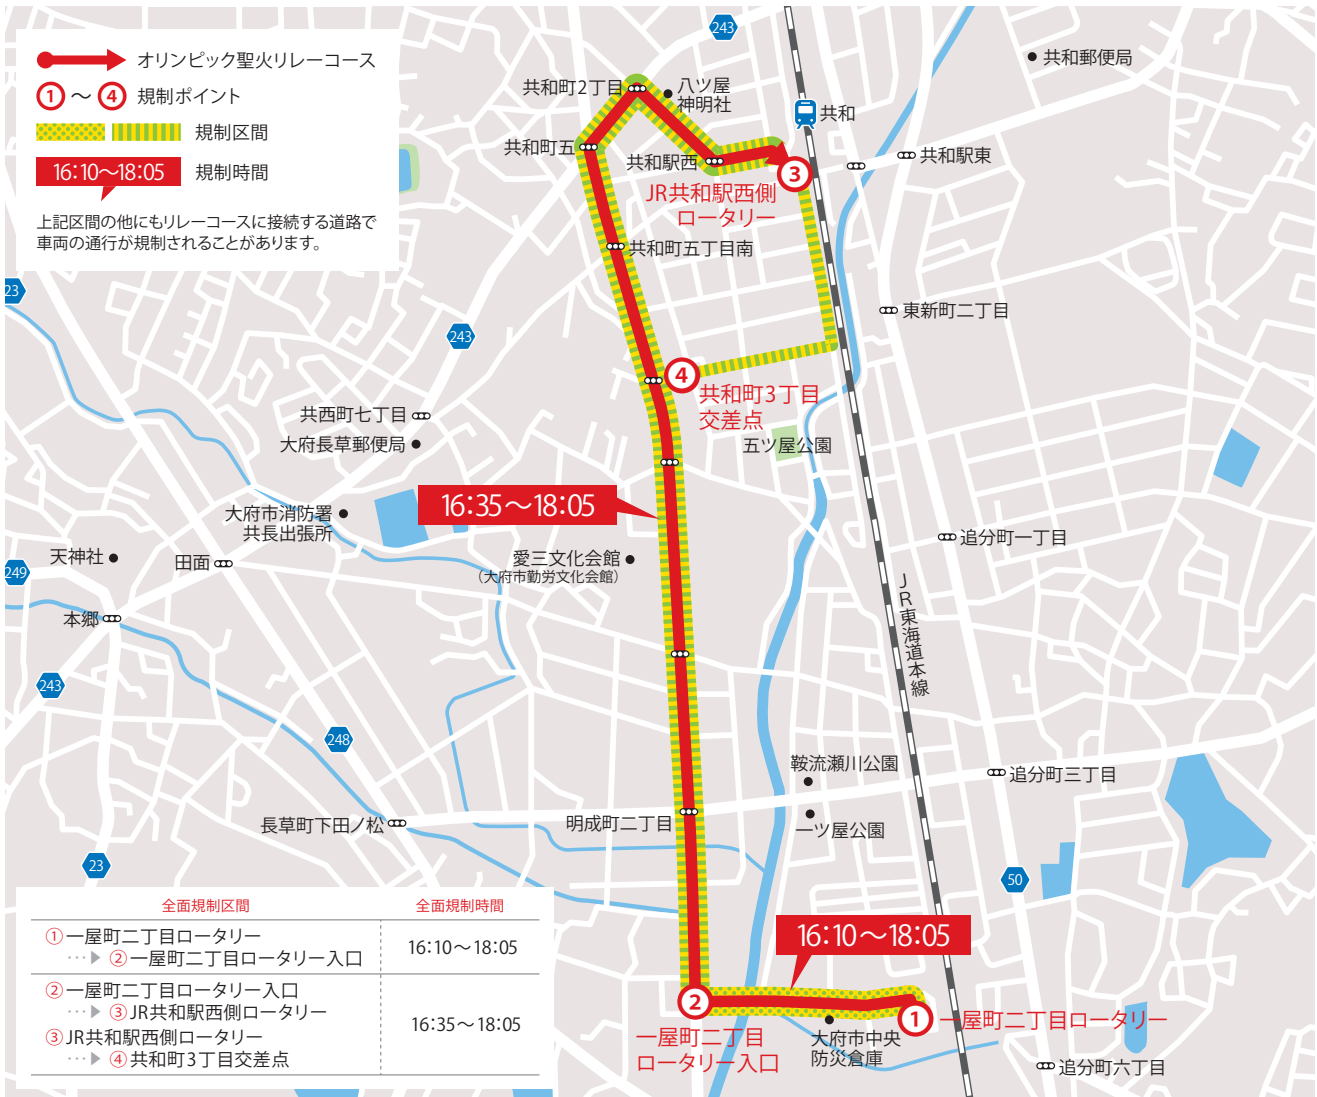 オリンピック聖火リレーコース
①～④ 規制ポイント
規制区間
16:10～18:05 規制時間
上記区間の他にもリレーコースに接続する道路で
車両の通行が規制されることがあります。
243
共和郵便局
共和町2丁目
八ツ屋
神明社
共和
共和町五
共和駅西
共和駅東
3
JR共和駅西側
ロータリー
共和町五丁目南
23
東新町二丁目
243
4
共和町3丁目
交差点
共西町七丁目
大府長草郵便局
五ツ屋公園
16:35～18:05
大府市消防署
共長出張所
追分町一丁目
天神社
田面
愛三文化会館
(大府市勤労文化会館)
249
JR東海道本線
本郷
243
248
鞍流瀬川公園
追分町三丁目
長草町下田ノ松
明成町二丁目
一ツ屋公園
23
50
16:10～18:05
2
1
一屋町二丁目ロータリー
一屋町二丁目
ロータリー入口
大府市中央
防災倉庫
追分町六丁目
全面規制区間 全面規制時間
①一屋町二丁目ロータリー
…▶ ②一屋町二丁目ロータリー入口
16:10～18:05
②一屋町二丁目ロータリー入口
…▶ ③JR共和駅西側ロータリー
③JR共和駅西側ロータリー
…▶ ④共和町3丁目交差点
16:35～18:05